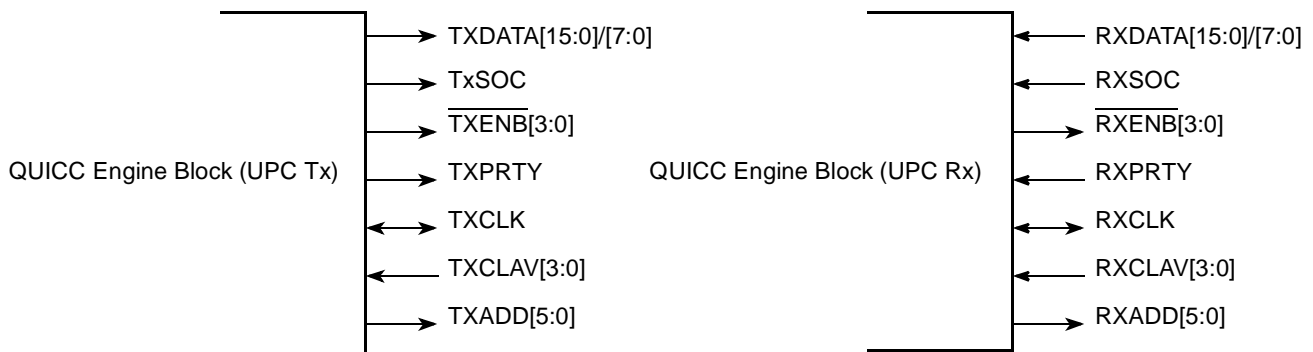 TXDATA[15:0]/[7:0]
TxSOC
TXENB[3:0]
QUICC Engine Block (UPC Tx)
TXPRTY
TXCLK
TXCLAV[3:0]
TXADD[5:0]
RXDATA[15:0]/[7:0]
RXSOC
RXENB[3:0]
QUICC Engine Block (UPC Rx)
RXPRTY
RXCLK
RXCLAV[3:0]
RXADD[5:0]